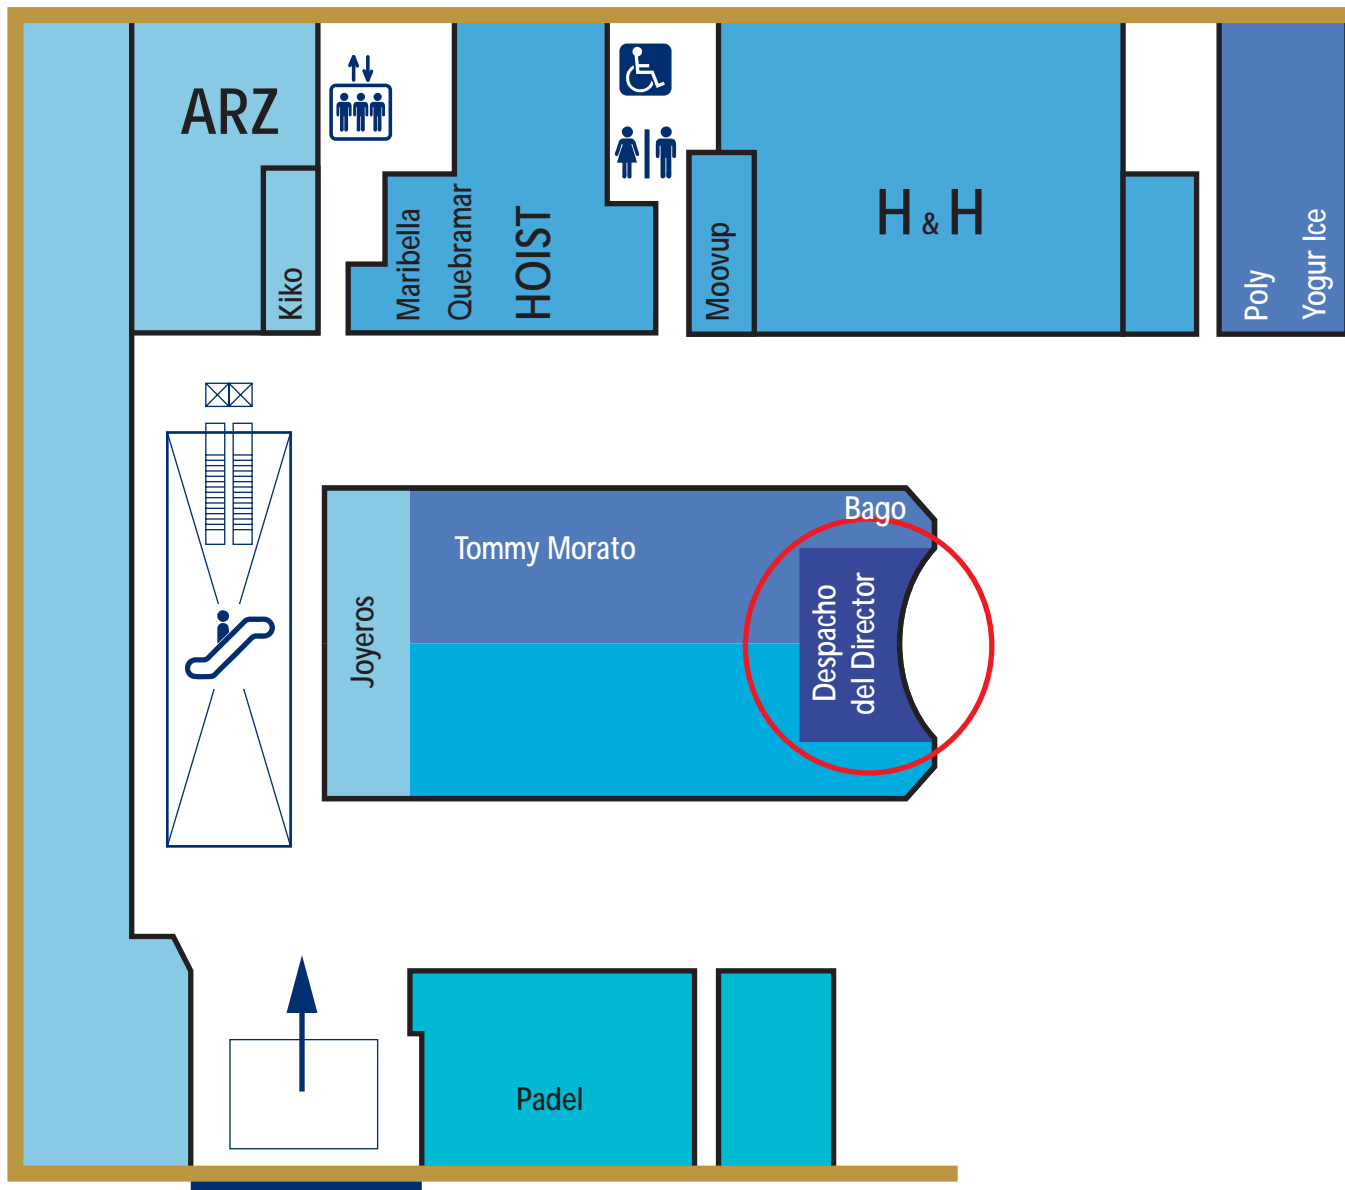 ARZ
Kiko
Maribella
Quebramar
HOIST
Moovup
H & H
Poly
Yogur Ice
Bago
Tommy Morato
Joyeros
Despacho
del Director
Padel